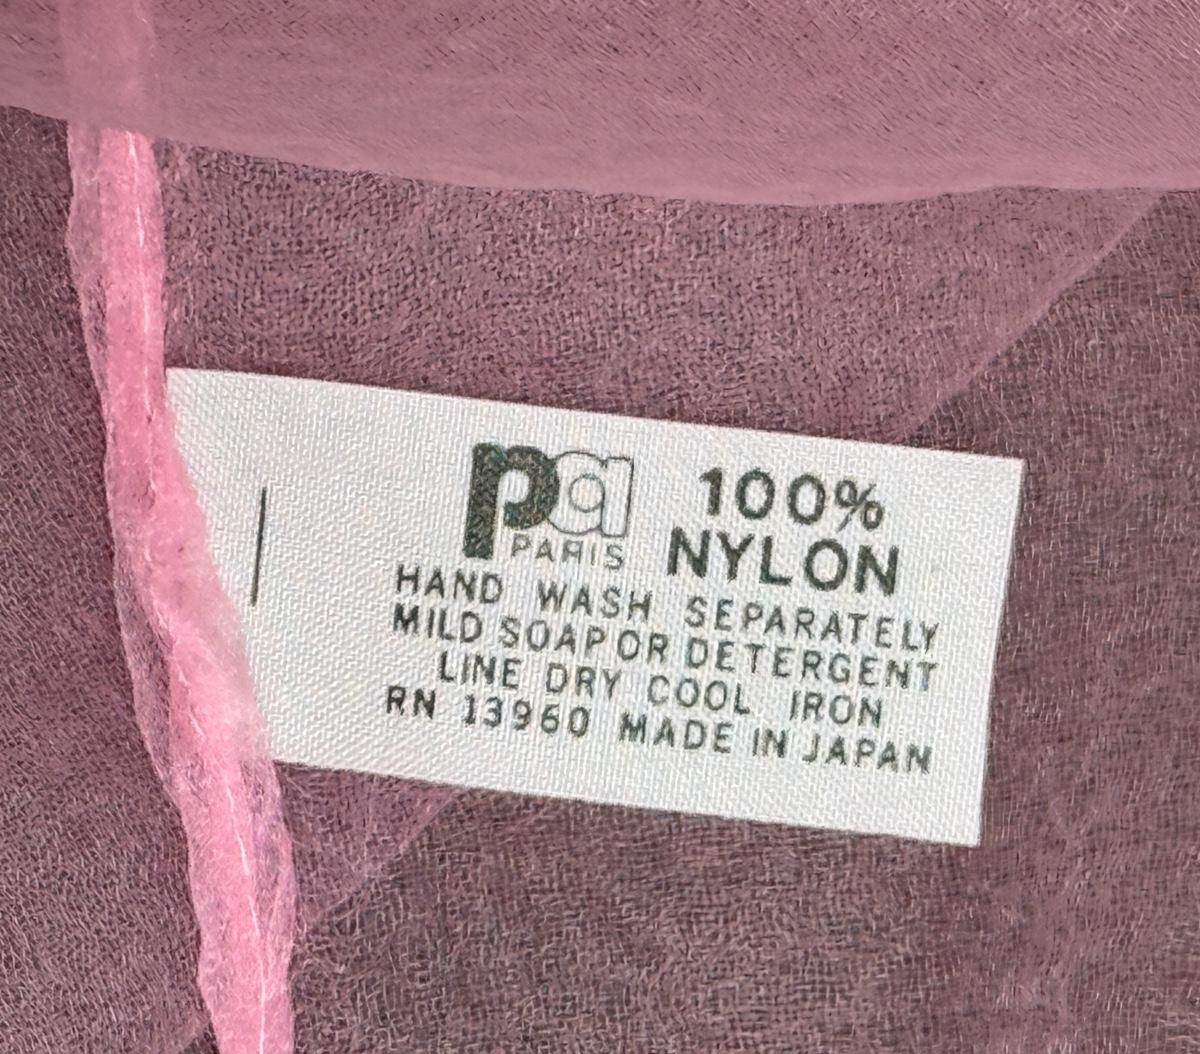 pa
PARIS
100%
NYLON
HAND WASH SEPARATELY
MILD SOAP OR DETERGENT
LINE DRY COOL IRON
RN 13960 MADE IN JAPAN